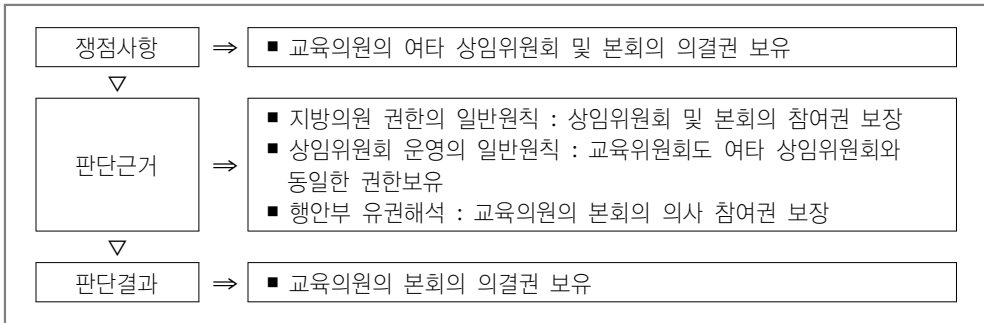 쟁점사항 ⇒ ■ 교육의원의 여타 상임위원회 및 본회의 의결권 보유
▽
판단근거 ⇒ ■ 지방의원 권한의 일반원칙 : 상임위원회 및 본회의 참여권 보장
■ 상임위원회 운영의 일반원칙 : 교육위원회도 여타 상임위원회와
동일한 권한보유
■ 행안부 유권해석 : 교육의원의 본회의 의사 참여권 보장
▽
판단결과 ⇒ ■ 교육의원의 본회의 의결권 보유